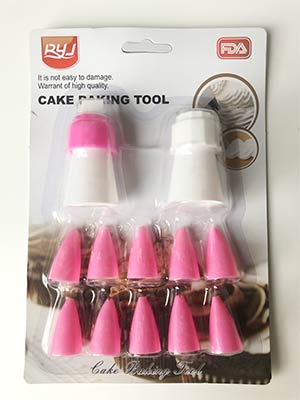 RYJ
FDA
It is not easy to damage.
Warrant of high quality.
CAKE BAKING TOOL
Cake Baking Tool